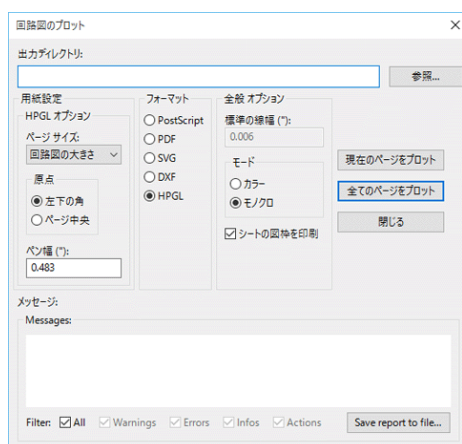 回路図のプロット
出力ディレクトリ:
参照...
用紙設定
HPGL オプション
ページ サイズ:
回路図の大きさ
原点
左下の角
ページ中央
ペン幅 ("):
0.483
フォーマット
PostScript
PDF
SVG
DXF
HPGL
全般 オプション
標準の線幅 ("):
0.006
モード
カラー
モノクロ
シートの図枠を印刷
現在のページをプロット
全てのページをプロット
閉じる
メッセージ:
Messages:
Filter: All Warnings Errors Infos Actions Save report to file...